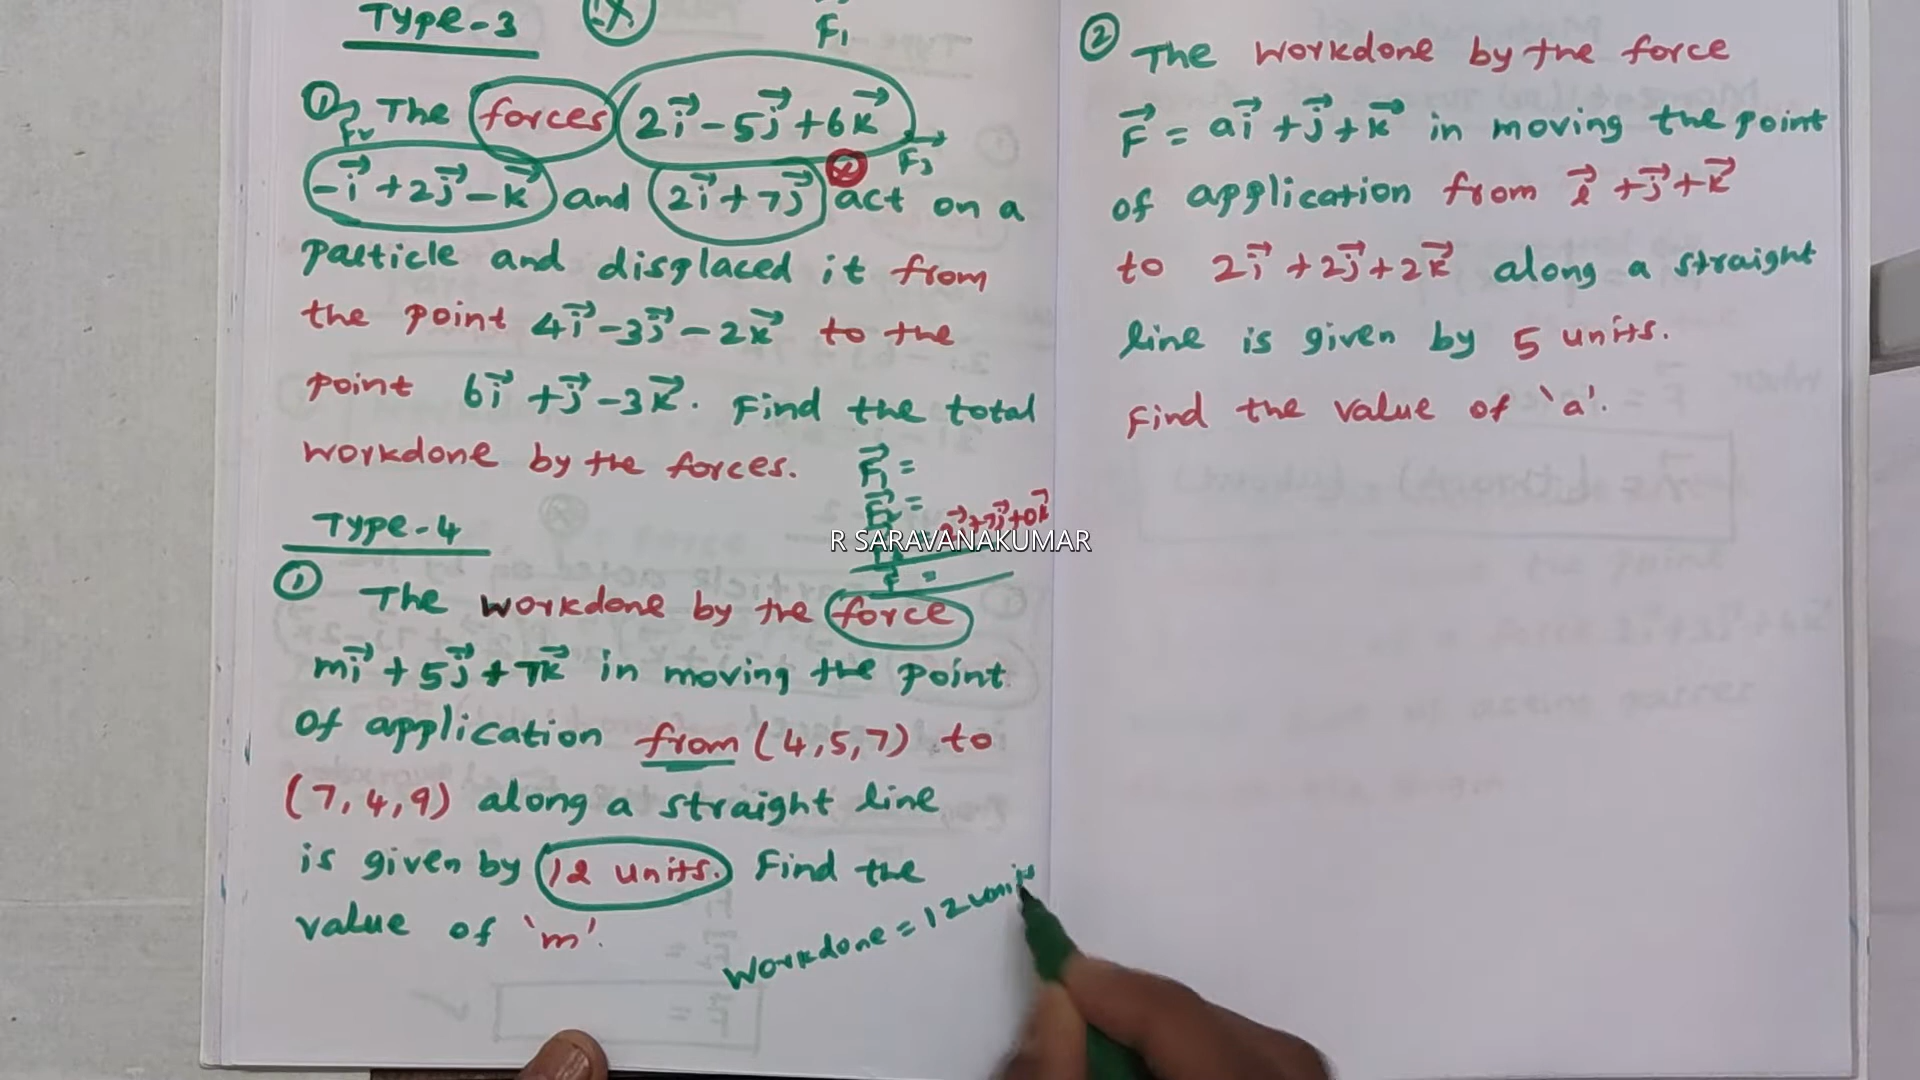 Type-3
F1
① The forces 2i⃗ - 5j⃗ + 6k⃗
F3
-i⃗ + 2j⃗ - k⃗ and 2i⃗ + 7j⃗ act on a
particle and displaced it from
the point 4i⃗ - 3j⃗ - 2k⃗ to the
point 6i⃗ + j⃗ - 3k⃗. Find the total
workdone by the forces.
F⃗1 =
F⃗2 =
2i⃗ + 7j⃗ + 0k⃗
Type-4
① The workdone by the force
mi⃗ + 5j⃗ + 7k⃗ in moving the point
of application from (4,5,7) to
(7,4,9) along a straight line
is given by 12 units. Find the
value of 'm'.
Workdone = 12 units
② The workdone by the force
F⃗ = ai⃗ + j⃗ + k⃗ in moving the point
of application from i⃗ + j⃗ + k⃗
to 2i⃗ + 2j⃗ + 2k⃗ along a straight
line is given by 5 units.
Find the value of 'a'.
R SARAVANAKUMAR